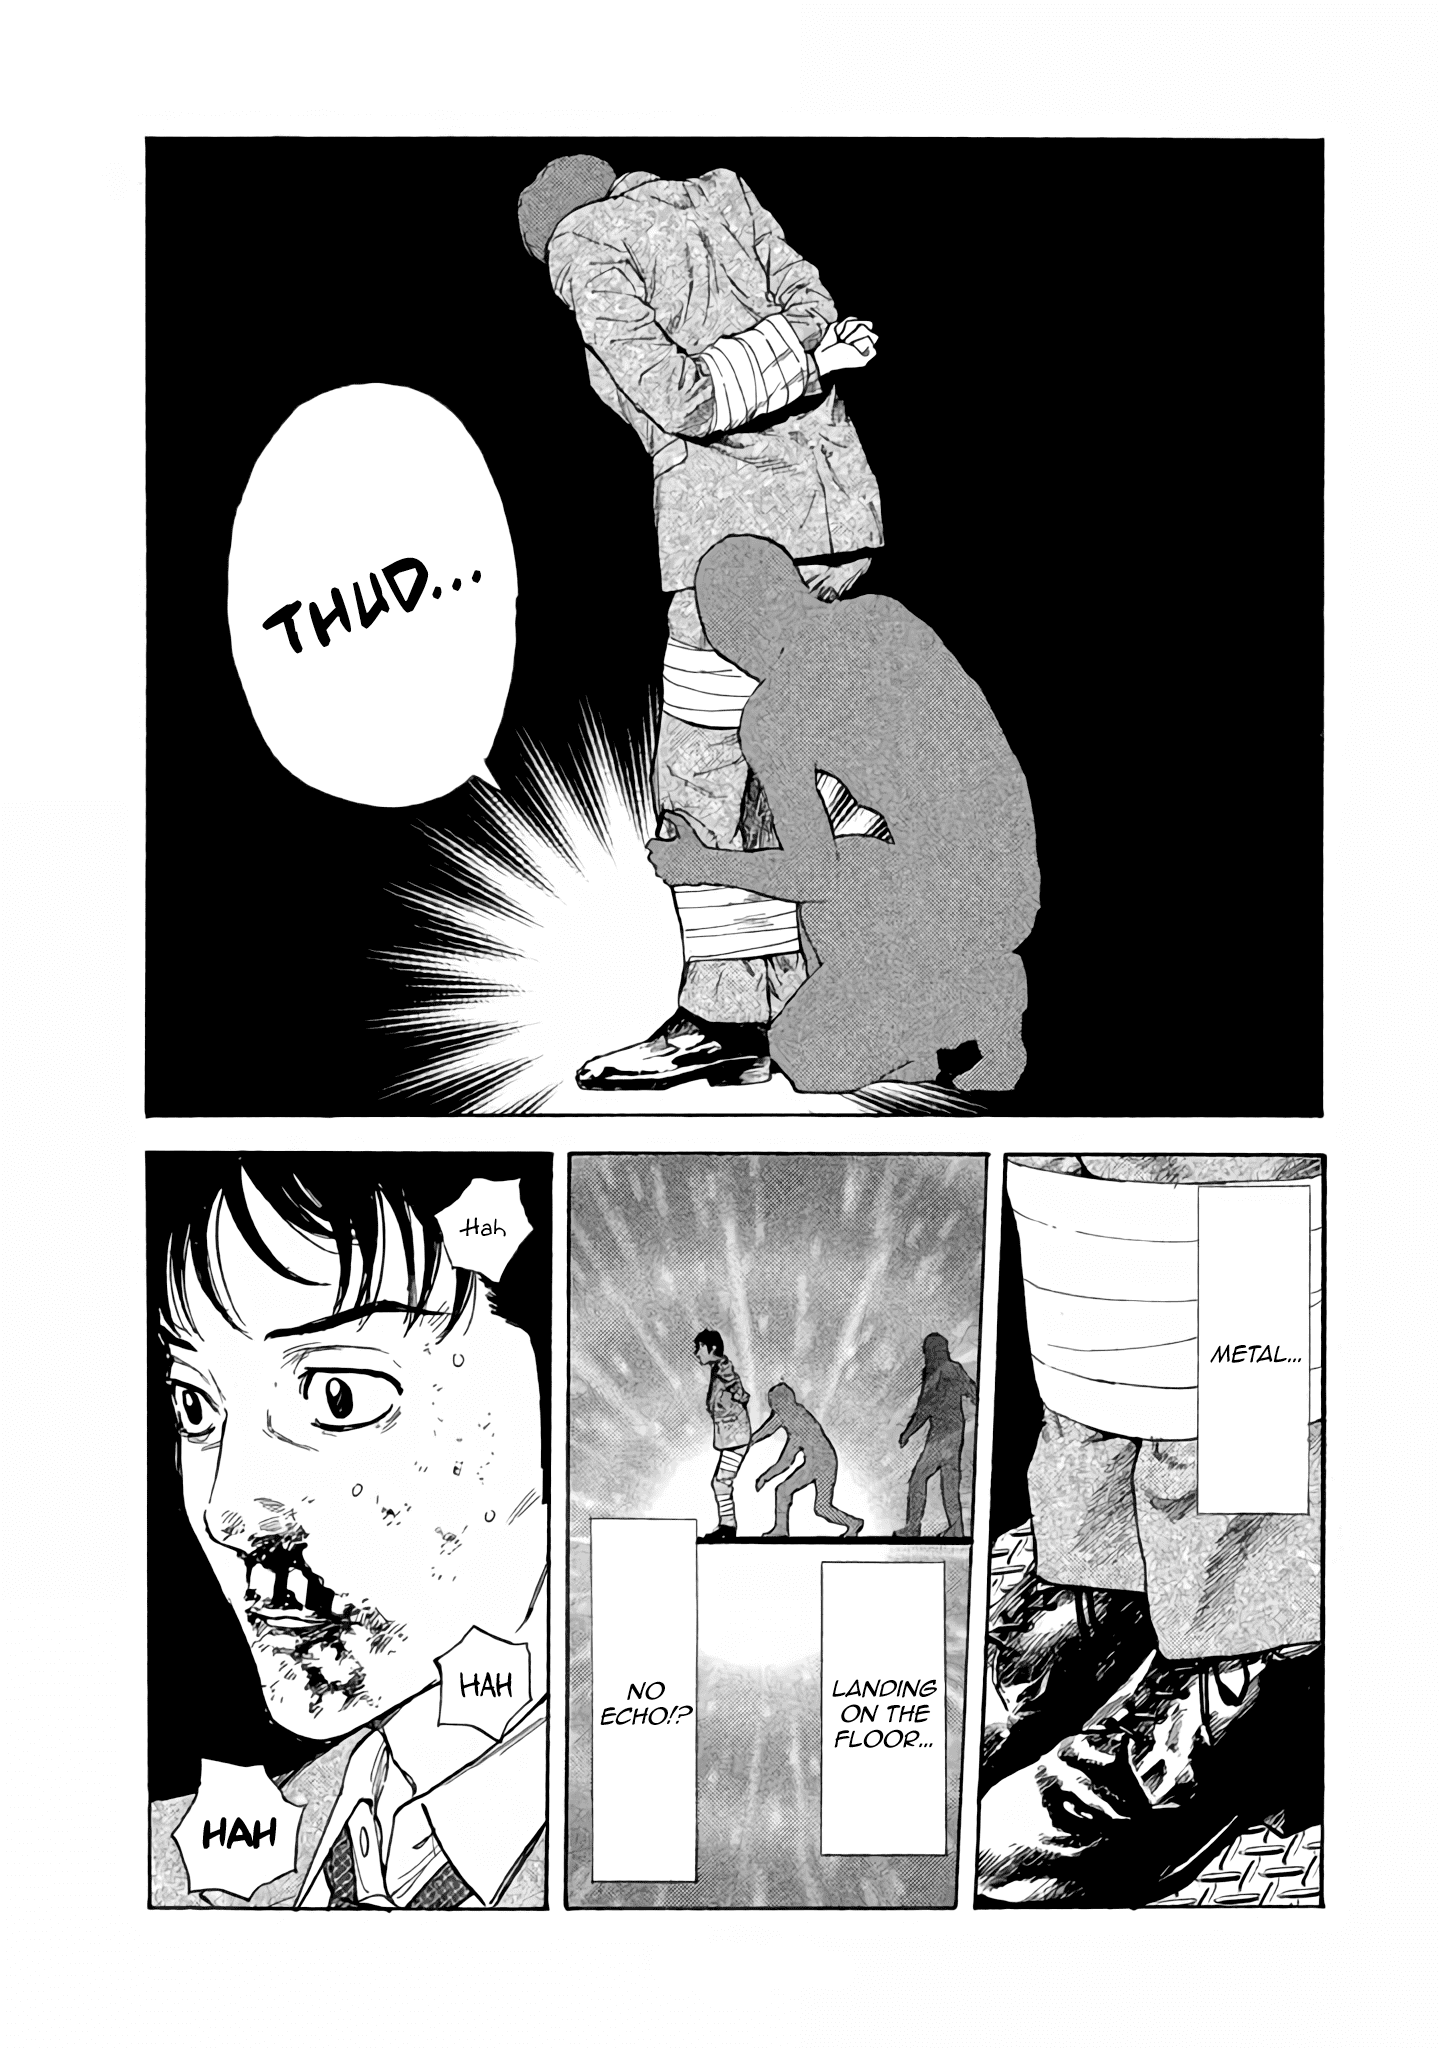 THUD...
METAL...
LANDING
ON THE
FLOOR...
NO
ECHO!?
Hah
HAH
HAH